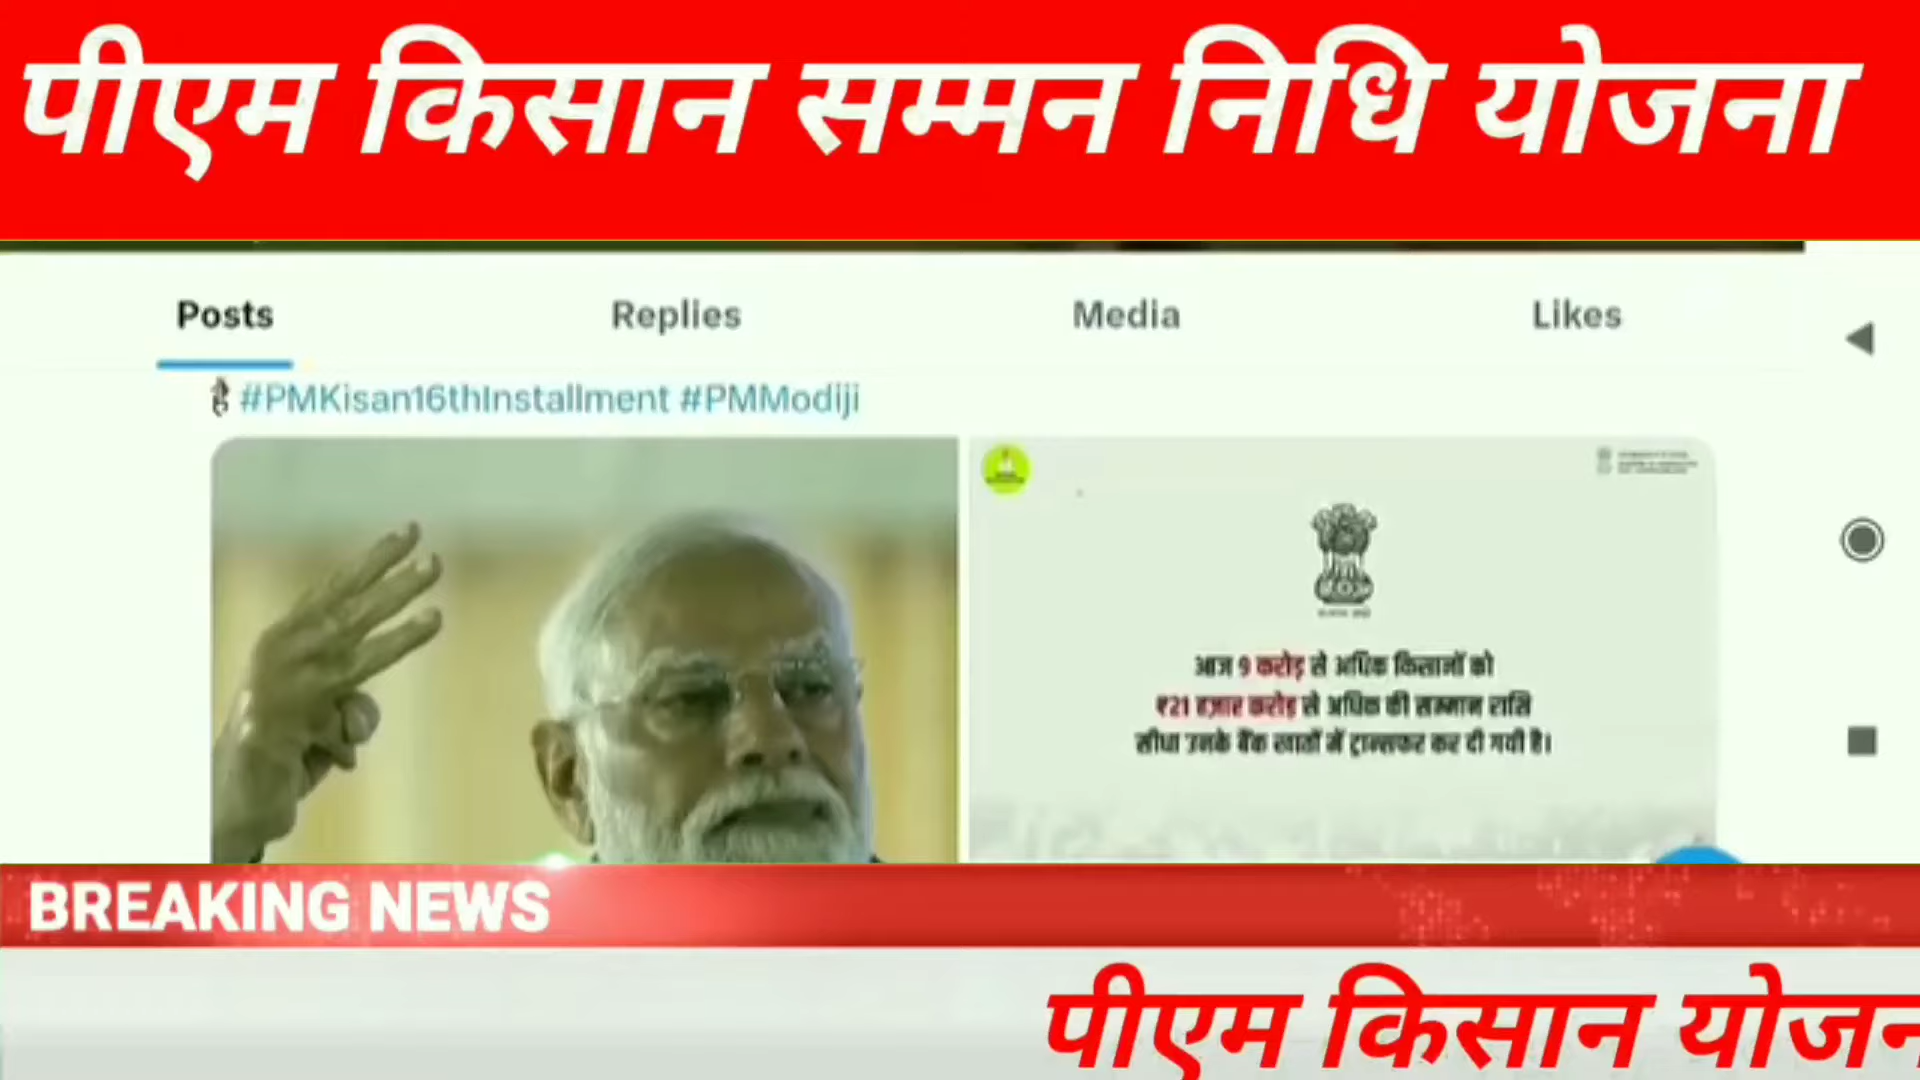 पीएम किसान सम्मन निधि योजना
Posts Replies Media Likes
है #PMKisan16thInstallment #PMModiji
आज 9 करोड़ से अधिक किसानों को
₹21 हज़ार करोड़ से अधिक की सम्मान राशि
सीधा उनके बैंक खातों में ट्रान्सफर कर दी गयी है।
BREAKING NEWS
पीएम किसान योजन